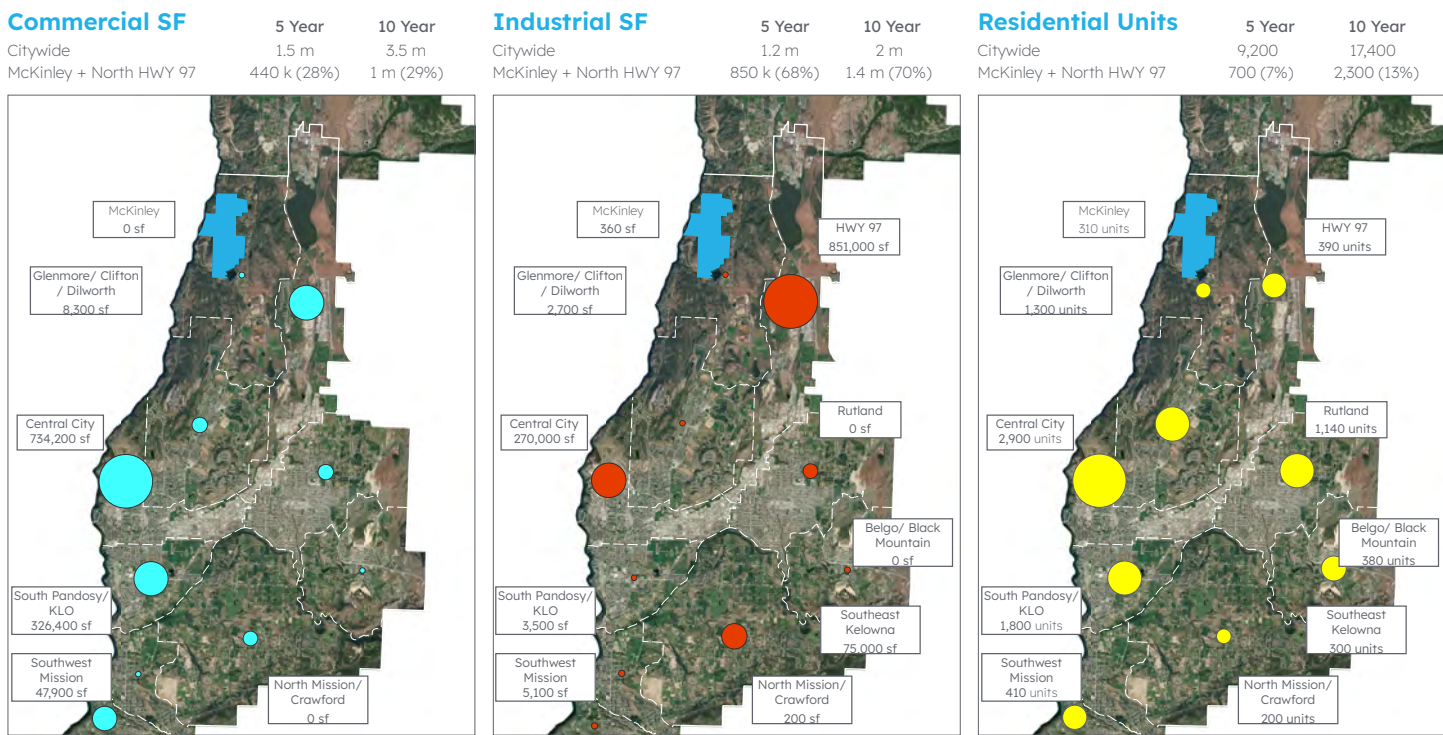 Commercial SF
5 Year 10 Year
Citywide 1.5 m 3.5 m
McKinley + North HWY 97 440 k (28%) 1 m (29%)
McKinley
0 sf
Glenmore/ Clifton
/ Dilworth
8,300 sf
Central City
734,200 sf
South Pandosy/
KLO
326,400 sf
Southwest
Mission
47,900 sf
North Mission/
Crawford
0 sf
Industrial SF
5 Year 10 Year
Citywide 1.2 m 2 m
McKinley + North HWY 97 850 k (68%) 1.4 m (70%)
McKinley
360 sf
HWY 97
851,000 sf
Glenmore/ Clifton
/ Dilworth
2,700 sf
Central City
270,000 sf
Rutland
0 sf
Belgo/ Black
Mountain
0 sf
South Pandosy/
KLO
3,500 sf
Southeast
Kelowna
75,000 sf
Southwest
Mission
5,100 sf
North Mission/
Crawford
200 sf
Residential Units
5 Year 10 Year
Citywide 9,200 17,400
McKinley + North HWY 97 700 (7%) 2,300 (13%)
McKinley
310 units
HWY 97
390 units
Glenmore/ Clifton
/ Dilworth
1,300 units
Central City
2,900 units
Rutland
1,140 units
Belgo/ Black
Mountain
380 units
South Pandosy/
KLO
1,800 units
Southeast
Kelowna
300 units
Southwest
Mission
410 units
North Mission/
Crawford
200 units